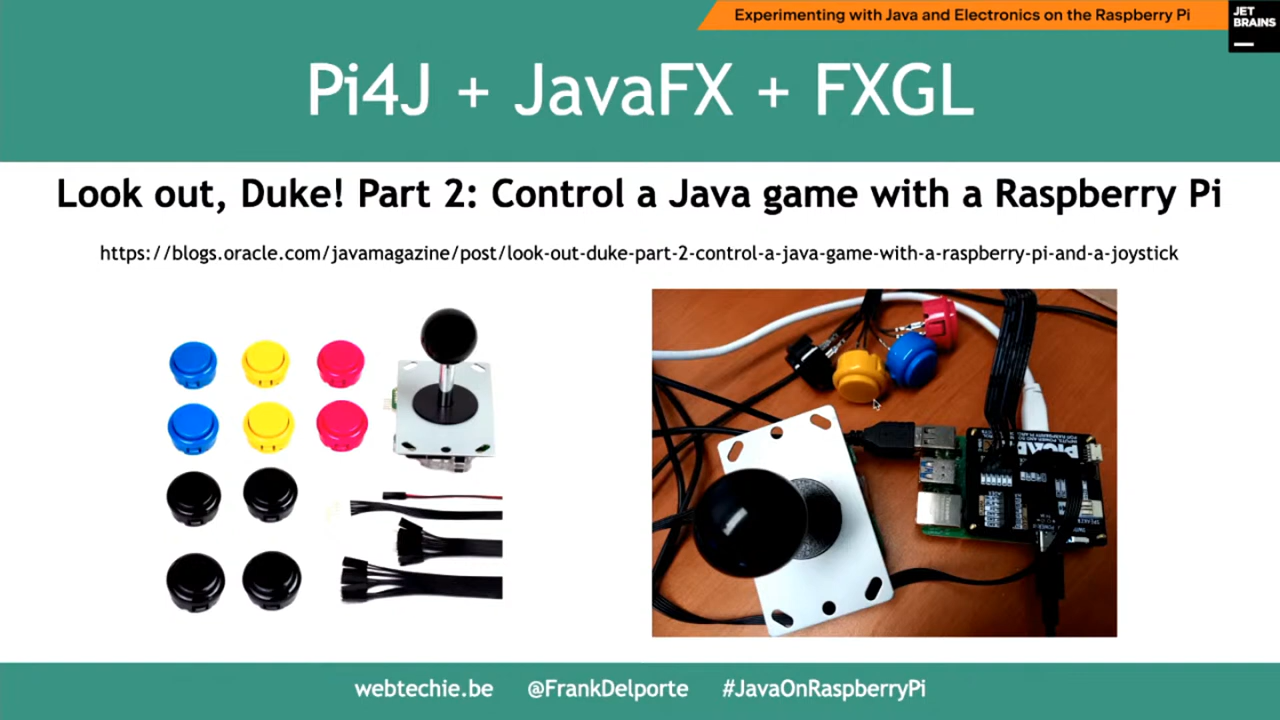 Experimenting with Java and Electronics on the Raspberry Pi
JET
BRAINS
Pi4J + JavaFX + FXGL
Look out, Duke! Part 2: Control a Java game with a Raspberry Pi
https://blogs.oracle.com/javamagazine/post/look-out-duke-part-2-control-a-java-game-with-a-raspberry-pi-and-a-joystick
webtechie.be @FrankDelporte #JavaOnRaspberryPi